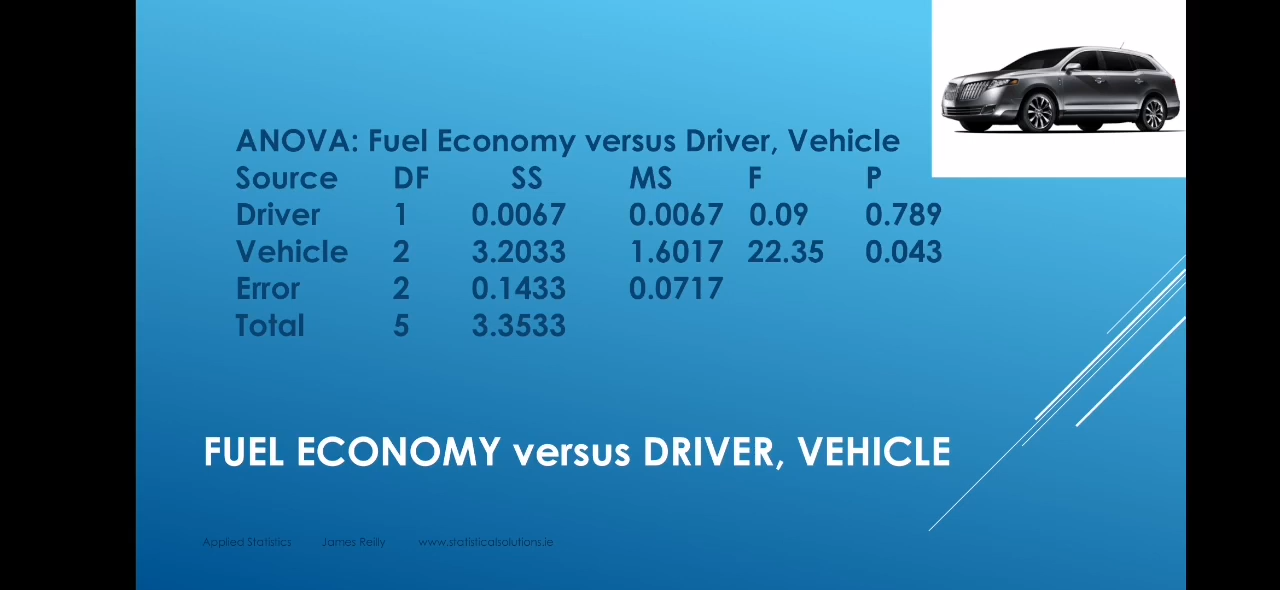 ANOVA: Fuel Economy versus Driver, Vehicle
Source DF SS MS F P
Driver 1 0.0067 0.0067 0.09 0.789
Vehicle 2 3.2033 1.6017 22.35 0.043
Error 2 0.1433 0.0717
Total 5 3.3533
FUEL ECONOMY versus DRIVER, VEHICLE
Applied Statistics James Reilly www.statisticalsolutions.ie